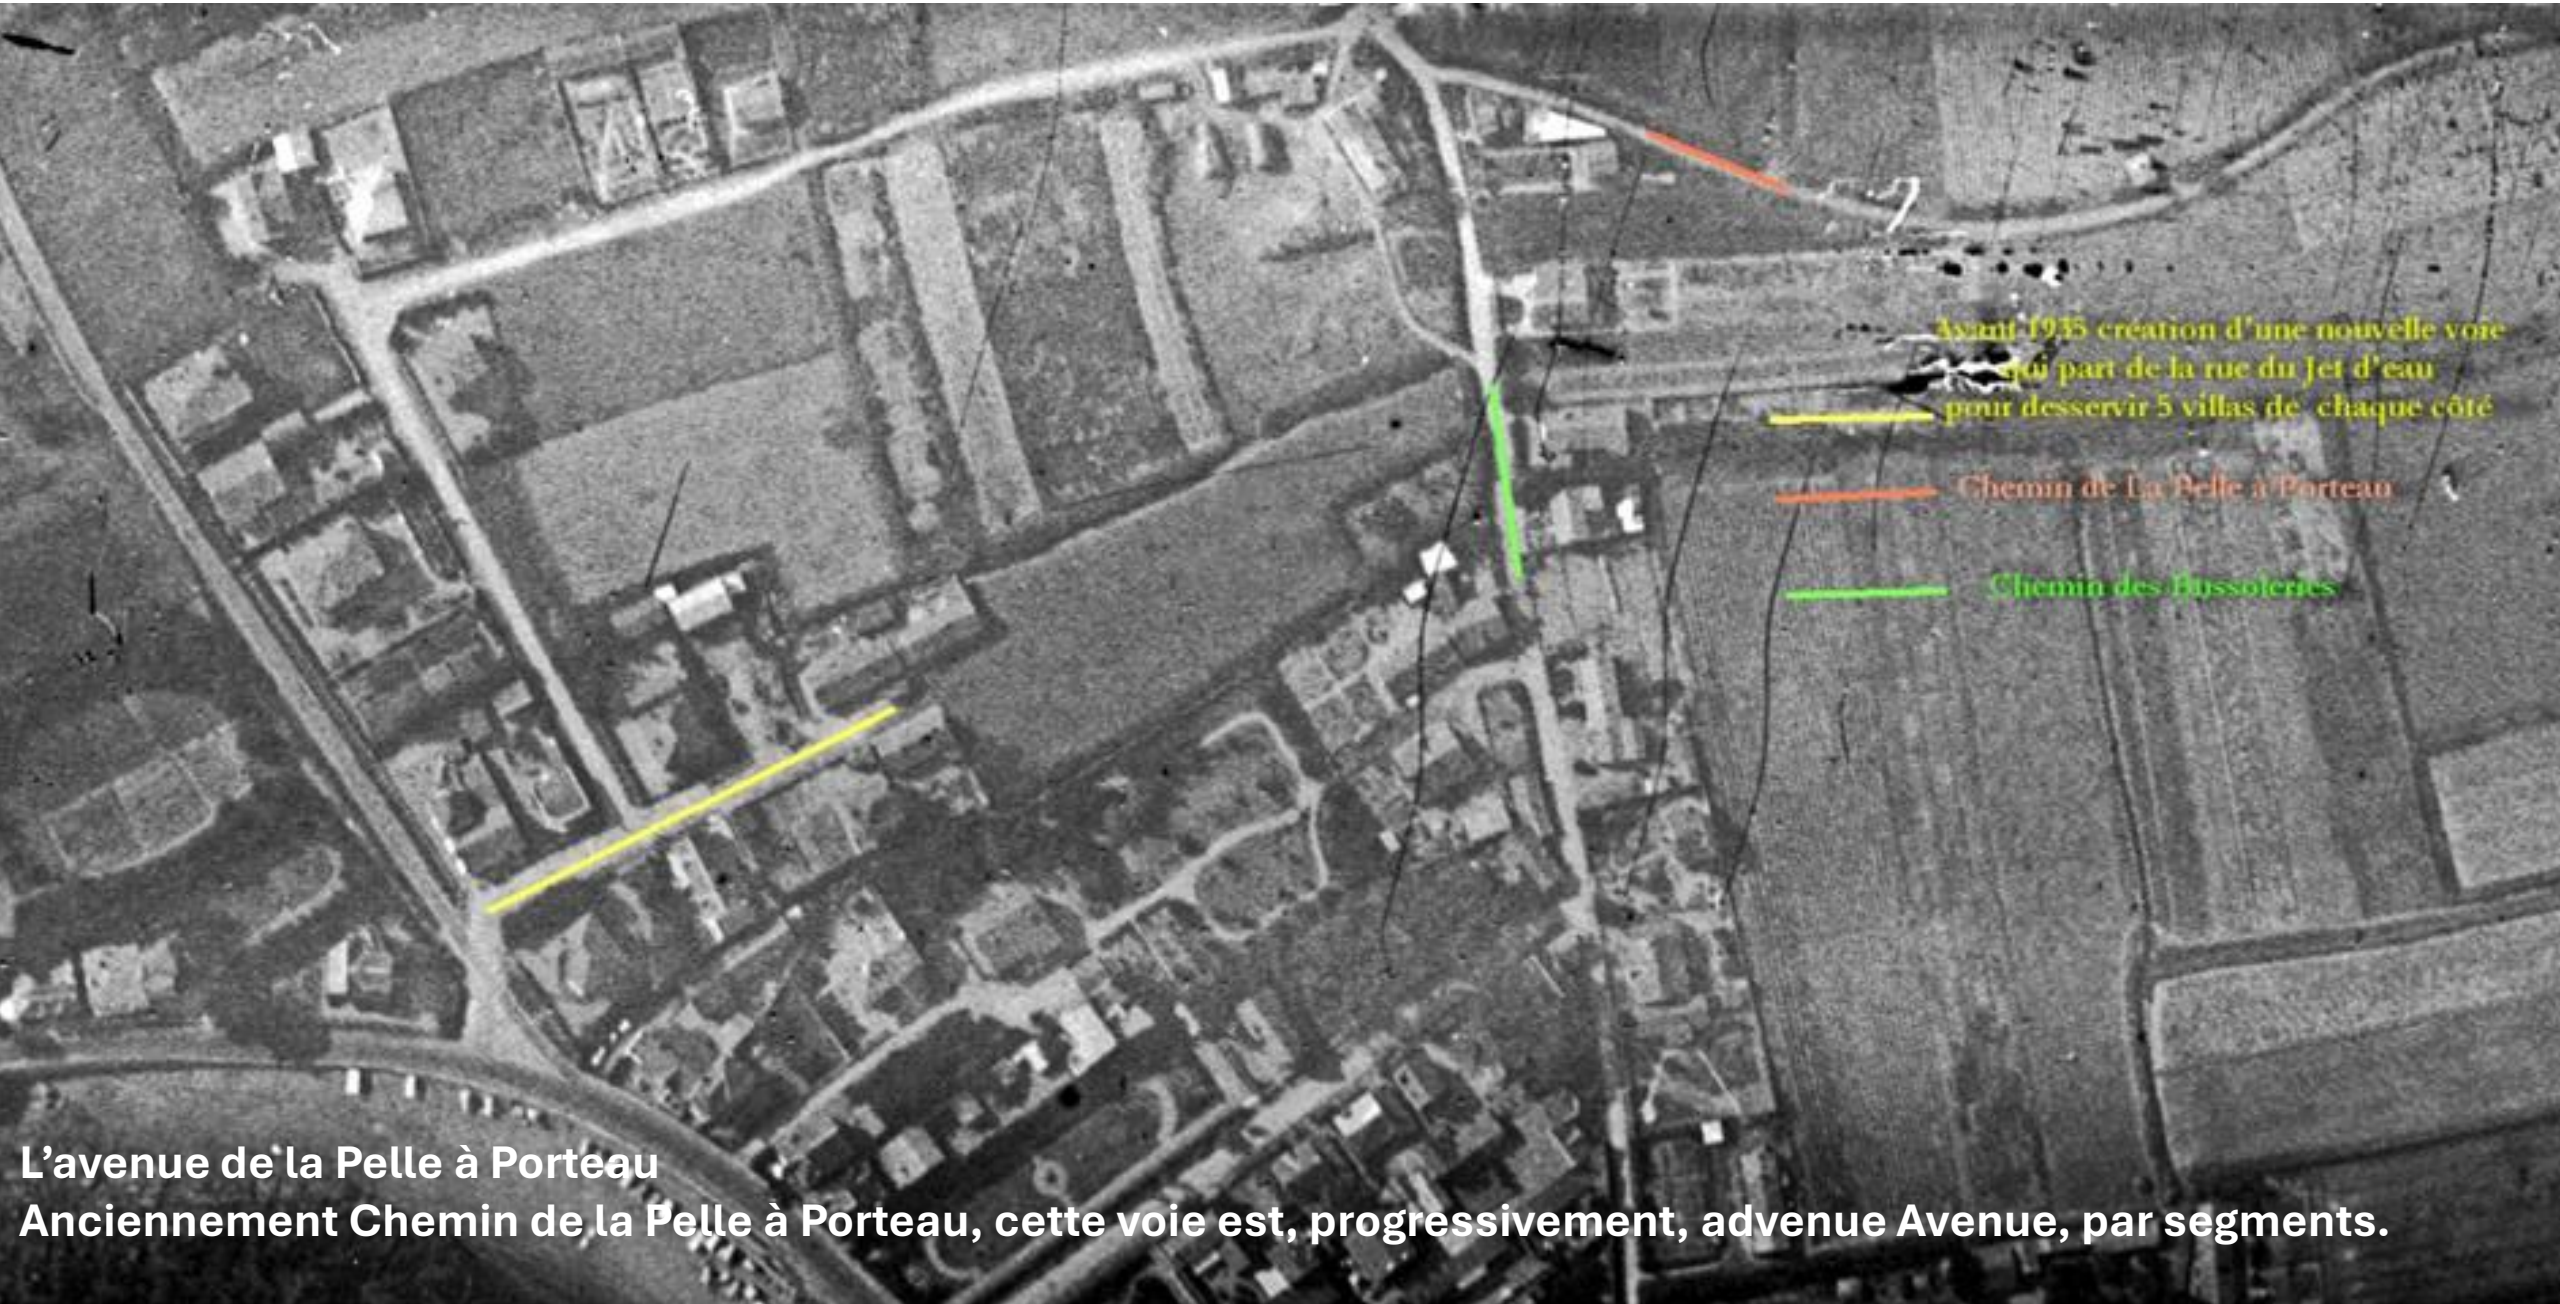 Avant 1935 création d'une nouvelle voie
qui part de la rue du Jet d'eau
pour desservir 5 villas de chaque côté
Chemin de La Pelle à Porteau
Chemin des Bussoleries
L'avenue de la Pelle à Porteau
Anciennement Chemin de la Pelle à Porteau, cette voie est, progressivement, advenue Avenue, par segments.